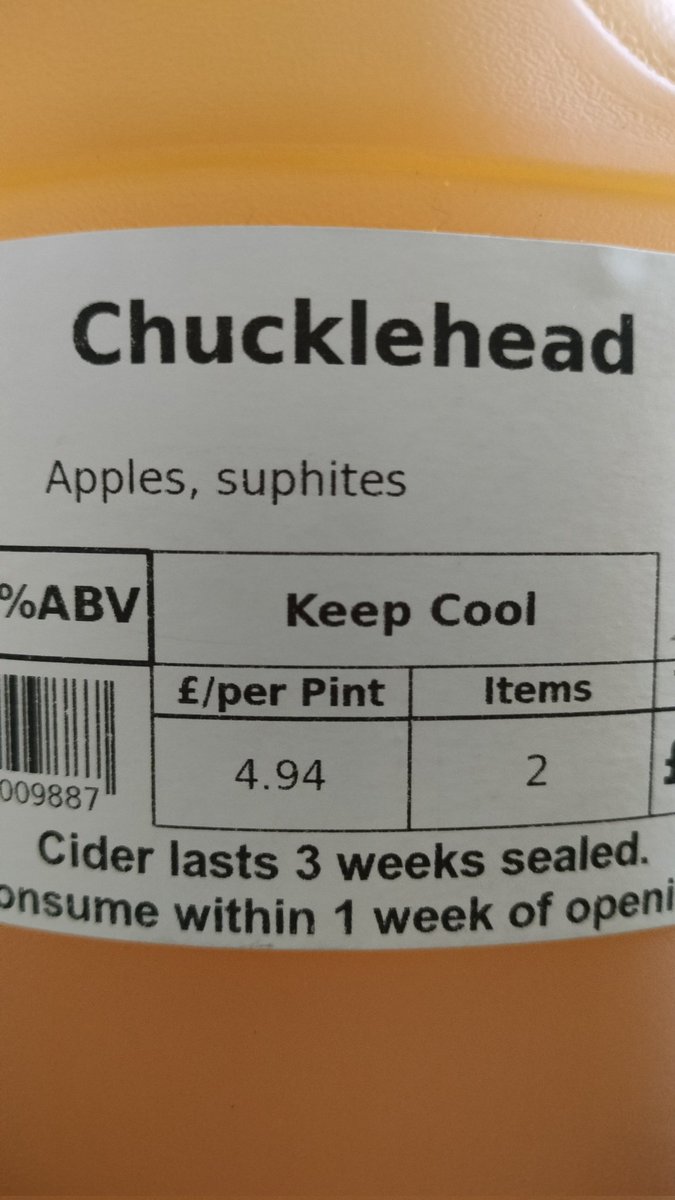 Chucklehead
Apples, suphites
%ABV
Keep Cool
£/per Pint
Items
4.94
2
£
009887
Cider lasts 3 weeks sealed.
onsume within 1 week of openi